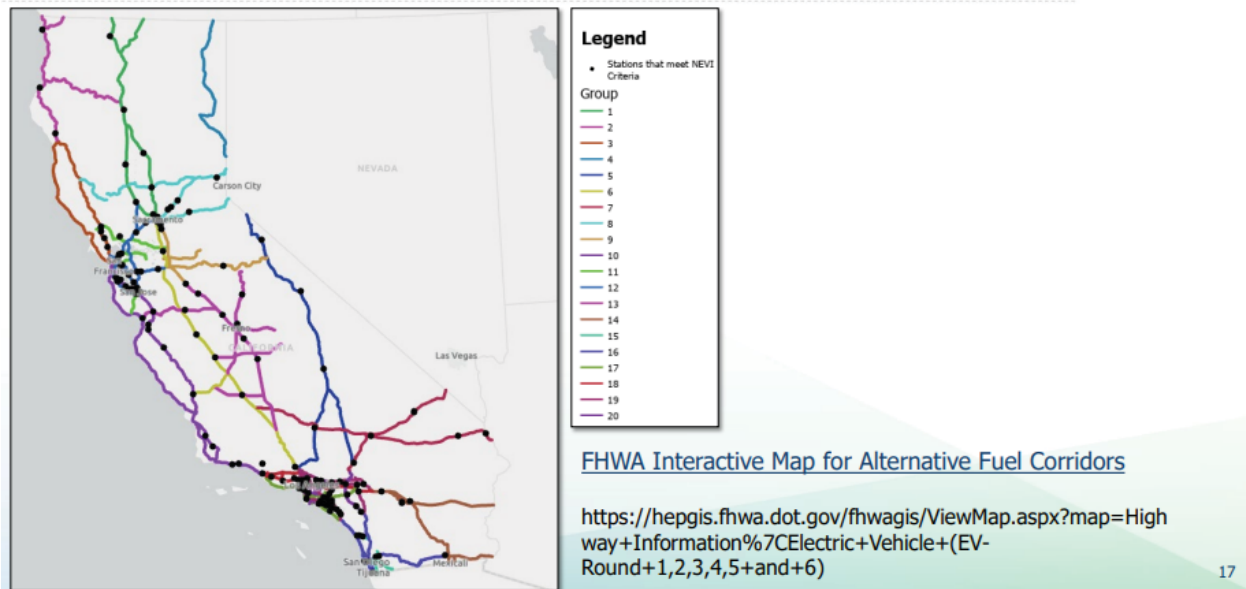 Legend
Stations that meet NEVI
Criteria
Group
1
2
3
4
5
6
7
8
9
10
11
12
13
14
15
16
17
18
19
20
NEVADA
Carson City
Sacramento
San
Francisco
San Jose
Fresno
CALIFORNIA
Las Vegas
Los Angeles
San Diego
Tijuana
Mexicali
FHWA Interactive Map for Alternative Fuel Corridors
https://hepgis.fhwa.dot.gov/fhwagis/ViewMap.aspx?map=High
way+Information%7CElectric+Vehicle+(EV-
Round+1,2,3,4,5+and+6)
17